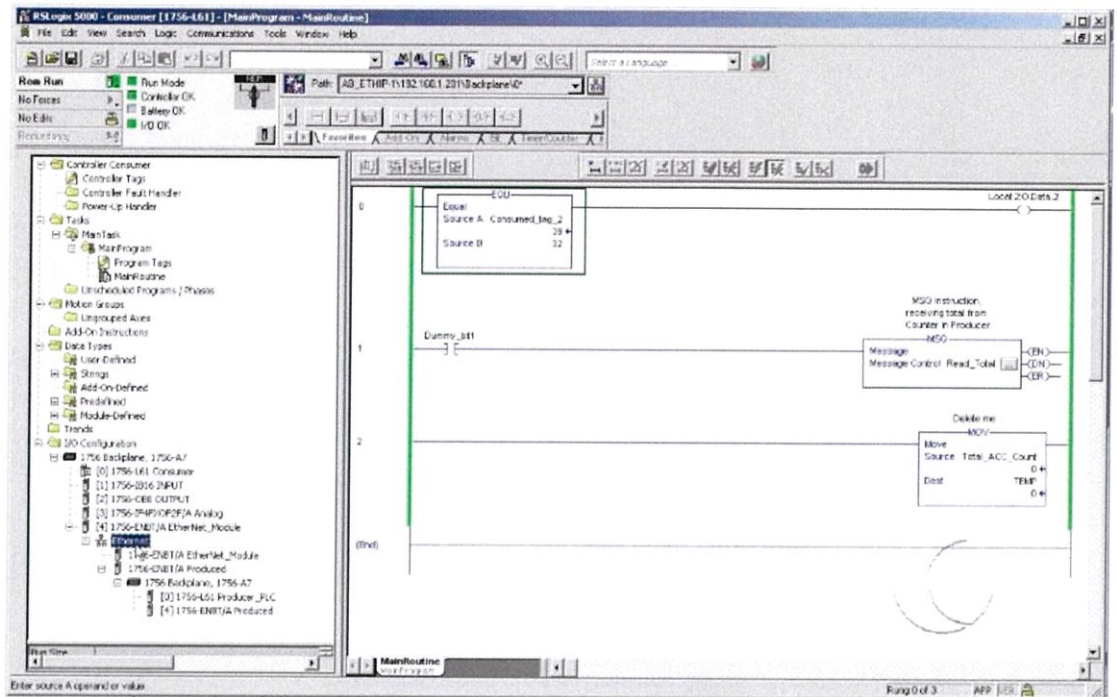 RSLogix 5000 - Consumer [1756-L61] - [MainProgram - MainRoutine]
File Edit View Search Logic Communications Tools Window Help
Select a Language...
Rem Run
Run Mode
No Forces
Controller OK
Battery OK
No Edits
I/O OK
Redundancy
REM
Path: AB_ETHIP-1\192.168.1.201\Backplane\0*
Favorites Add-On Alarms Bit Timer/Counter
Controller Consumer
Controller Tags
Controller Fault Handler
Power-Up Handler
Tasks
MainTask
MainProgram
Program Tags
MainRoutine
Unscheduled Programs / Phases
Motion Groups
Ungrouped Axes
Add-On Instructions
Data Types
User-Defined
Strings
Add-On-Defined
Predefined
Module-Defined
Trends
I/O Configuration
1756 Backplane, 1756-A7
[0] 1756-L61 Consumer
[1] 1756-IB16 INPUT
[2] 1756-OB8 OUTPUT
[3] 1756-IF4FXOF2F/A Analog
[4] 1756-ENBT/A EtherNet_Module
Ethernet
1756-ENBT/A EtherNet_Module
1756-ENBT/A Produced
1756 Backplane, 1756-A7
[0] 1756-L61 Producer_PLC
[4] 1756-ENBT/A Produced
0
EQU
Equal
Source A Consumed_tag_2
Source B 32
Local:2:O.Data.2
1
Dummy_bit1
MSG instruction,
receiving total from
Counter in Producer
MSG
Message
Message Control Read_Total ...
(EN)
(DN)
(ER)
2
Delete me
MOV
Move
Source Total_ACC_Count
0
Dest TEMP
0
(End)
MainRoutine
MainProgram
Enter source A operand or value
Rung 0 of 3 APP VER